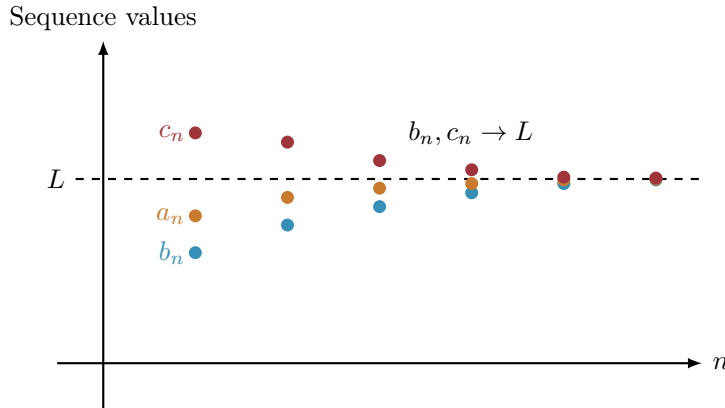 Sequence values
c_n
b_n, c_n → L
L
a_n
b_n
n